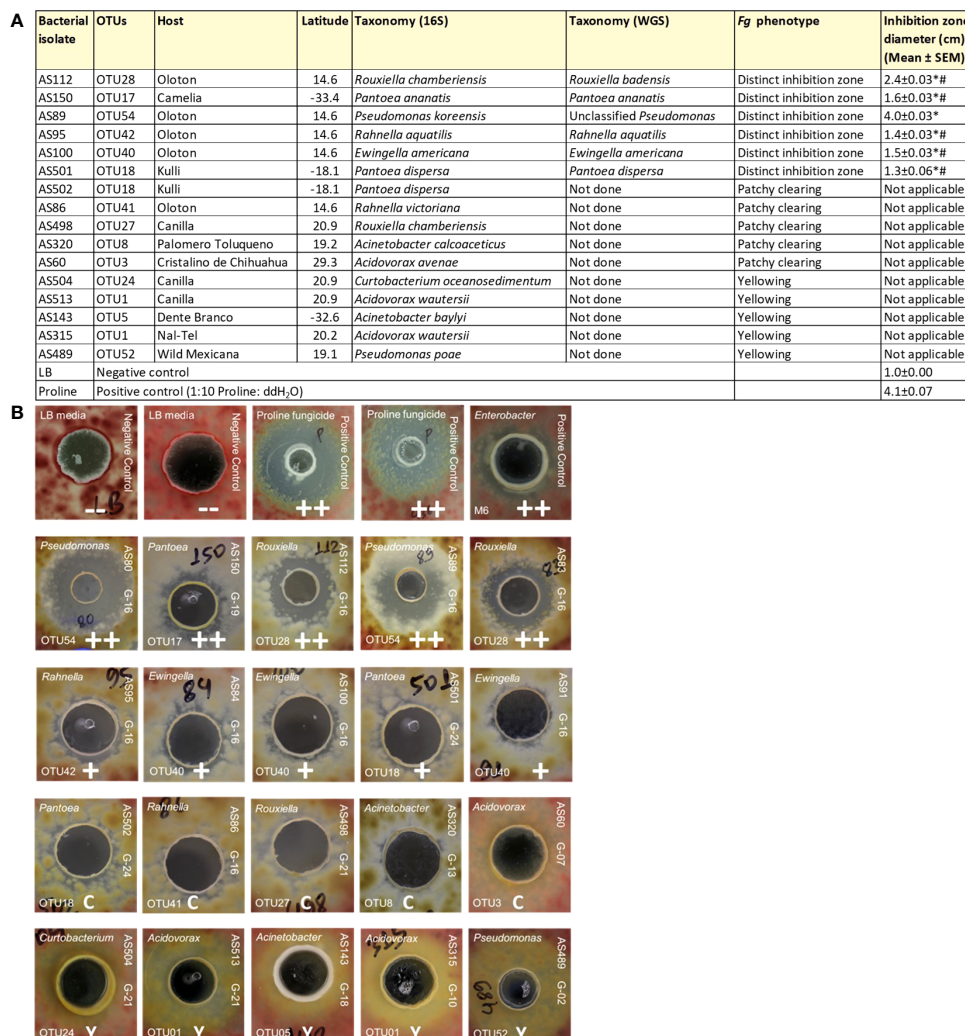 A
Bacterial isolate OTUs Host Latitude Taxonomy (16S) Taxonomy (WGS) Fg phenotype Inhibition zone diameter (cm) (Mean ± SEM)
AS112 OTU28 Oloton 14.6 Rouxiella chamberiensis Rouxiella badensis Distinct inhibition zone 2.4±0.03*#
AS150 OTU17 Camelia -33.4 Pantoea ananatis Pantoea ananatis Distinct inhibition zone 1.6±0.03*#
AS89 OTU54 Oloton 14.6 Pseudomonas koreensis Unclassified Pseudomonas Distinct inhibition zone 4.0±0.03*
AS95 OTU42 Oloton 14.6 Rahnella aquatilis Rahnella aquatilis Distinct inhibition zone 1.4±0.03*#
AS100 OTU40 Oloton 14.6 Ewingella americana Ewingella americana Distinct inhibition zone 1.5±0.03*#
AS501 OTU18 Kulli -18.1 Pantoea dispersa Pantoea dispersa Distinct inhibition zone 1.3±0.06*#
AS502 OTU18 Kulli -18.1 Pantoea dispersa Not done Patchy clearing Not applicable
AS86 OTU41 Oloton 14.6 Rahnella victoriana Not done Patchy clearing Not applicable
AS498 OTU27 Canilla 20.9 Rouxiella chamberiensis Not done Patchy clearing Not applicable
AS320 OTU8 Palomero Toluqueno 19.2 Acinetobacter calcoaceticus Not done Patchy clearing Not applicable
AS60 OTU3 Cristalino de Chihuahua 29.3 Acidovorax avenae Not done Patchy clearing Not applicable
AS504 OTU24 Canilla 20.9 Curtobacterium oceanosedimentum Not done Yellowing Not applicable
AS513 OTU1 Canilla 20.9 Acidovorax wautersii Not done Yellowing Not applicable
AS143 OTU5 Dente Branco -32.6 Acinetobacter baylyi Not done Yellowing Not applicable
AS315 OTU1 Nal-Tel 20.2 Acidovorax wautersii Not done Yellowing Not applicable
AS489 OTU52 Wild Mexicana 19.1 Pseudomonas poae Not done Yellowing Not applicable
LB Negative control 1.0±0.00
Proline Positive control (1:10 Proline: ddH₂O) 4.1±0.07
B
LB media Negative Control LB --
LB media Negative Control --
Proline fungicide Positive Control P ++
Proline fungicide Positive Control P ++
Enterobacter Positive Control M6 ++
Pseudomonas AS80 G-16 80 OTU54 ++
Pantoea 150 AS150 G-19 OTU17 ++
Rouxiella 112 AS112 G-16 OTU28 ++
Pseudomonas 89 AS89 G-16 OTU54 ++
Rouxiella 83 AS83 G-16 OTU28 ++
Rahnella 95 AS95 G-16 OTU42 +
Ewingella 84 AS84 G-16 OTU40 +
Ewingella AS100 G-16 OTU40 +
Pantoea 501 AS501 G-24 OTU18 +
Ewingella AS91 G-16 91 OTU40 +
Pantoea AS502 G-24 OTU18 C
Rahnella AS86 G-16 OTU41 C
Rouxiella AS498 G-21 498 OTU27 C
Acinetobacter AS320 G-13 OTU8 C
Acidovorax AS60 G-07 OTU3 C
Curtobacterium AS504 G-21 OTU24 Y
Acidovorax AS513 G-21 OTU01 Y
Acinetobacter AS143 G-18 OTU05 Y
Acidovorax 315 AS315 G-10 OTU01 Y
Pseudomonas AS489 G-02 489 OTU52 Y